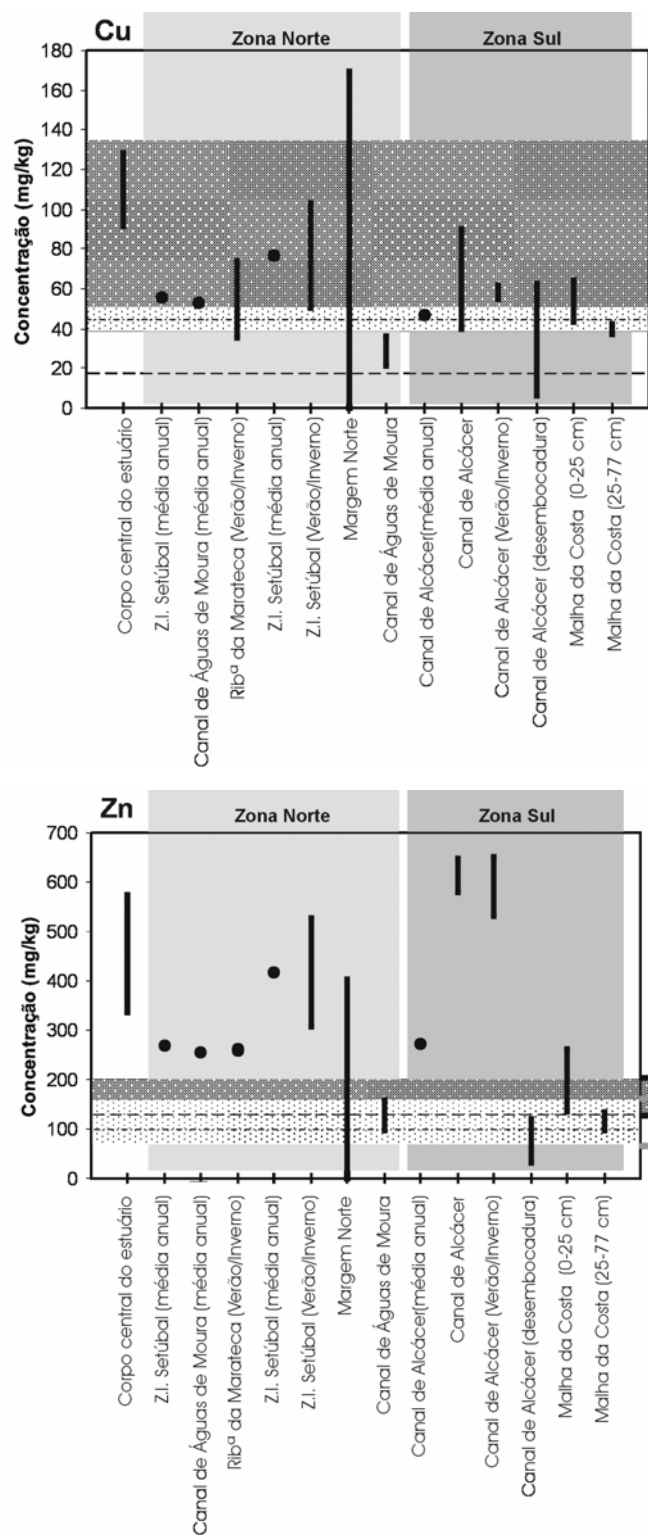 Cu
Zona Norte
Zona Sul
Concentração (mg/kg)
180
160
140
120
100
80
60
40
20
0
Corpo central do estuário
Z.I. Setúbal (média anual)
Canal de Águas de Moura (média anual)
Ribª da Marateca (Verão/Inverno)
Z.I. Setúbal (média anual)
Z.I. Setúbal (Verão/Inverno)
Margem Norte
Canal de Águas de Moura
Canal de Alcácer(média anual)
Canal de Alcácer
Canal de Alcácer (Verão/Inverno)
Canal de Alcácer (desembocadura)
Malha da Costa (0-25 cm)
Malha da Costa (25-77 cm)
Zn
Zona Norte
Zona Sul
Concentração (mg/kg)
700
600
500
400
300
200
100
0
Corpo central do estuário
Z.I. Setúbal (média anual)
Canal de Águas de Moura (média anual)
Ribª da Marateca (Verão/Inverno)
Z.I. Setúbal (média anual)
Z.I. Setúbal (Verão/Inverno)
Margem Norte
Canal de Águas de Moura
Canal de Alcácer(média anual)
Canal de Alcácer
Canal de Alcácer (Verão/Inverno)
Canal de Alcácer (desembocadura)
Malha da Costa (0-25 cm)
Malha da Costa (25-77 cm)